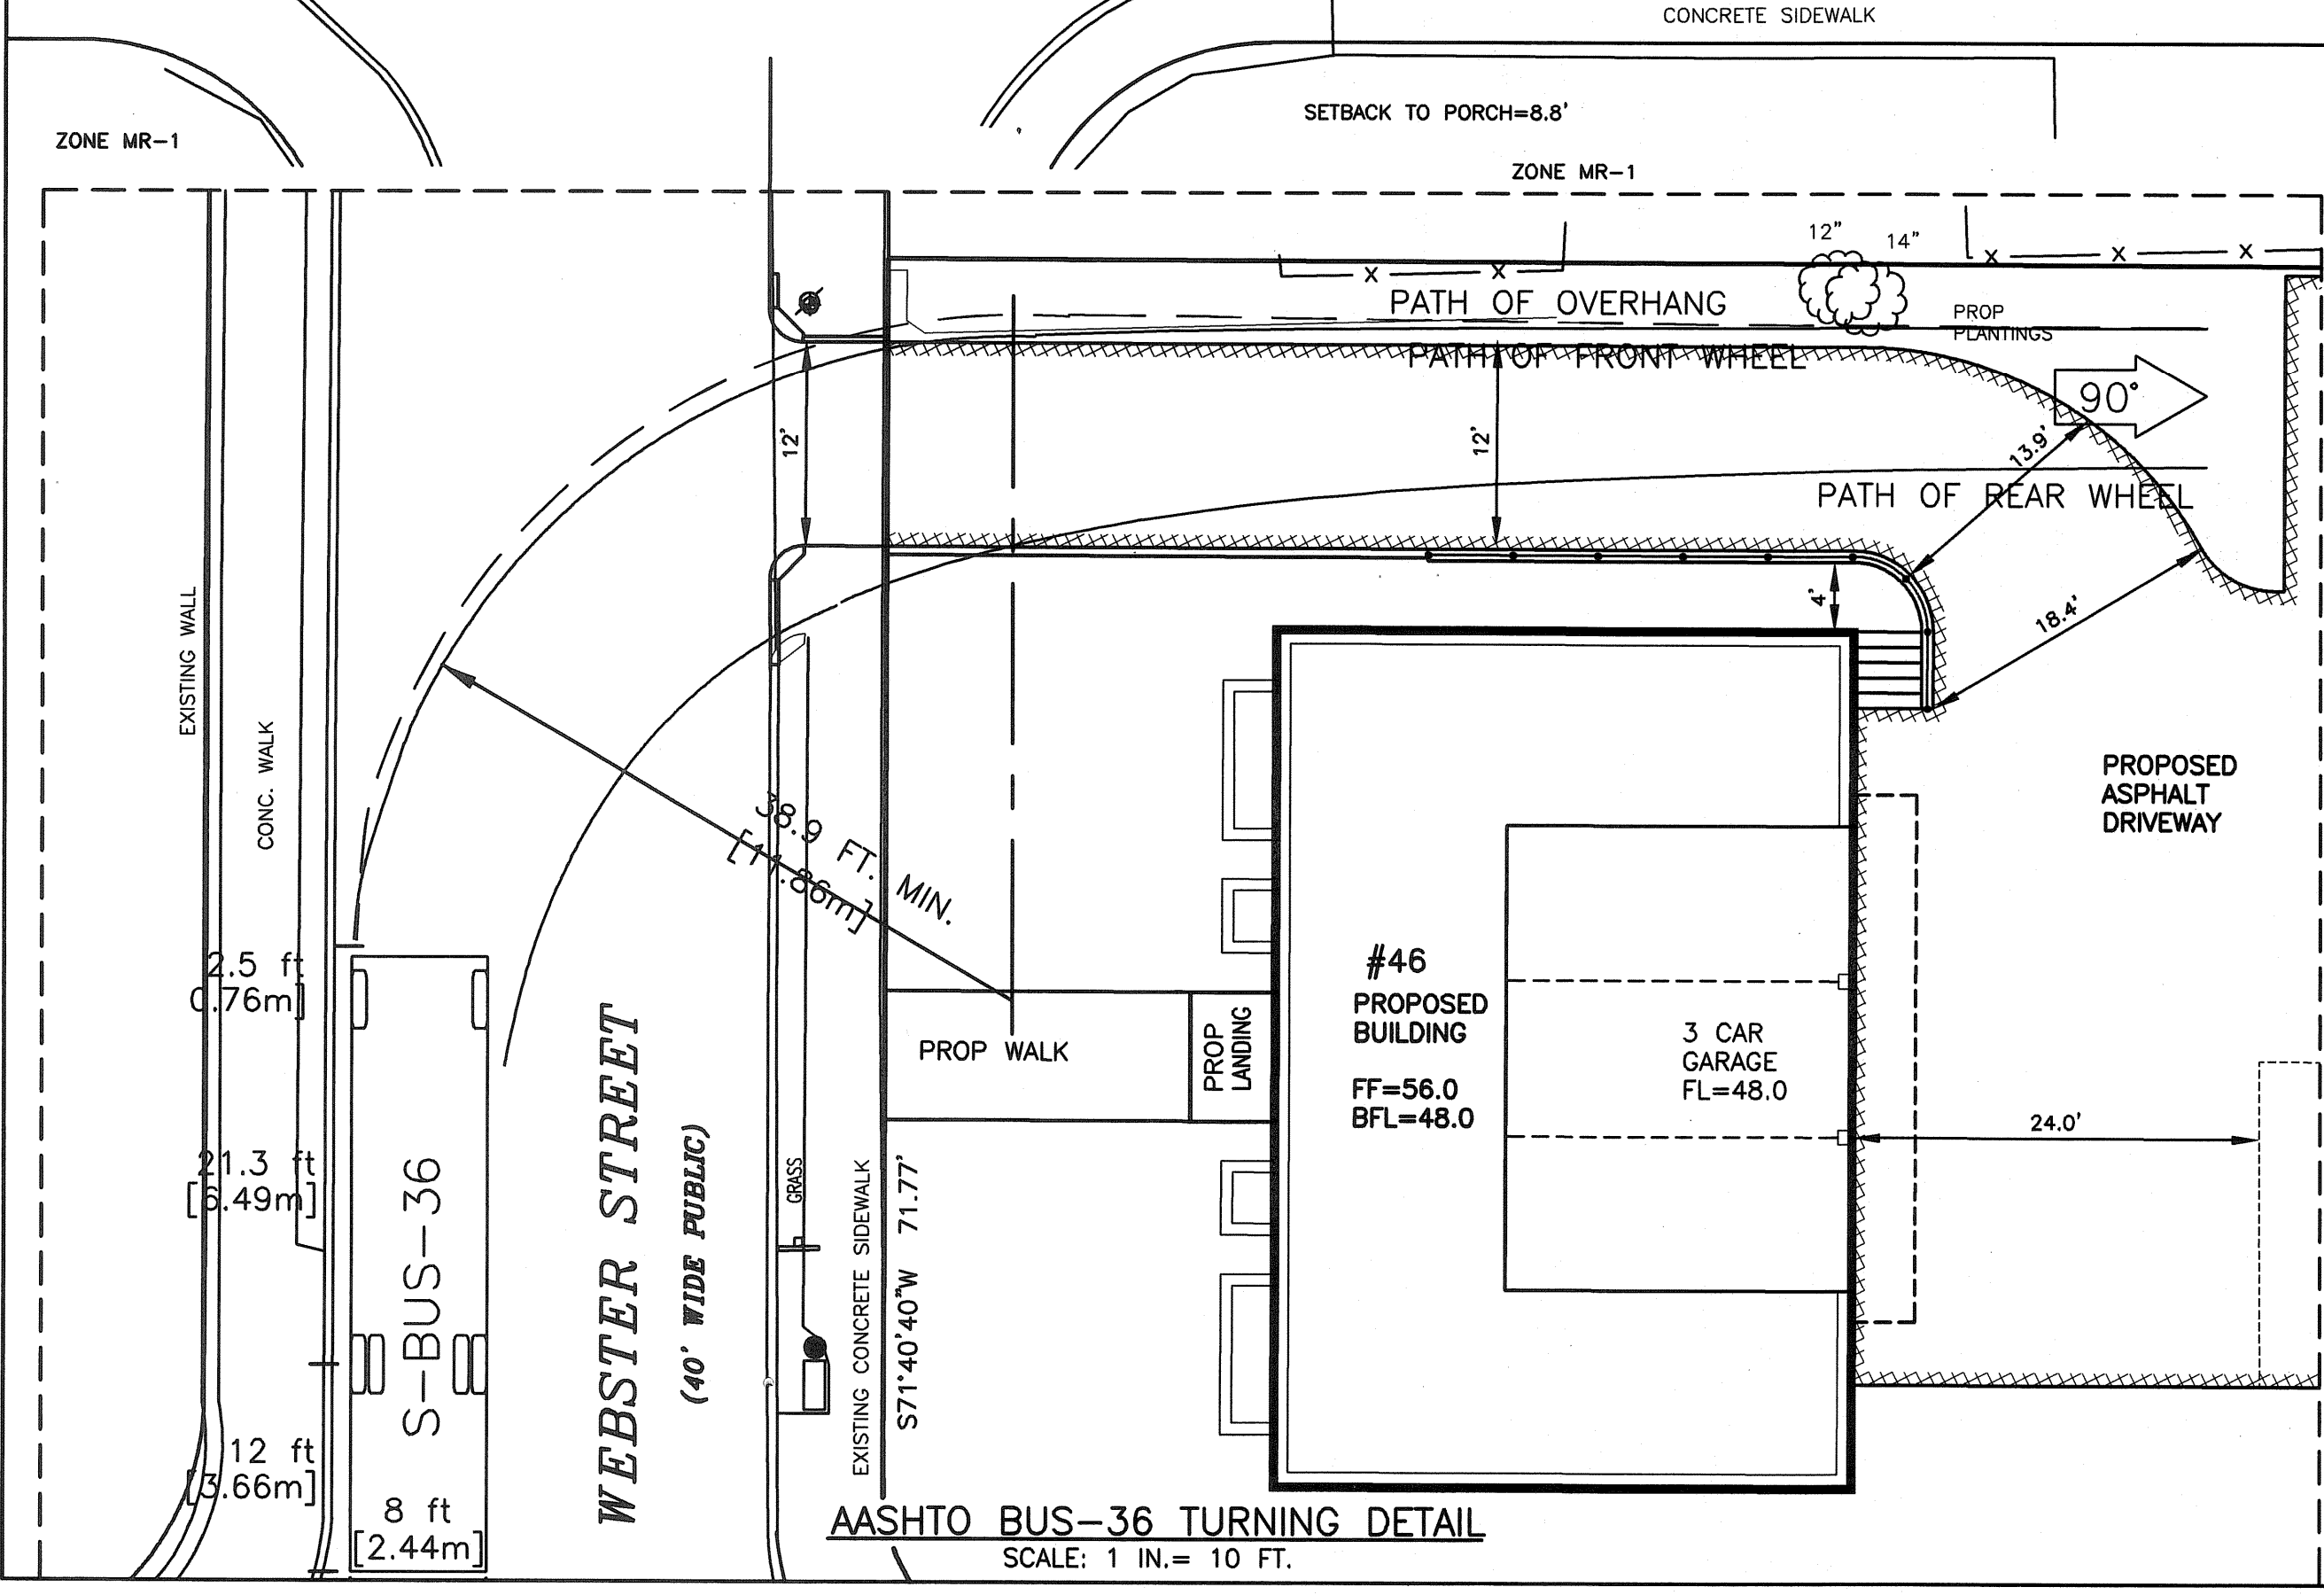 CONCRETE SIDEWALK
SETBACK TO PORCH=8.8'
ZONE MR-1
ZONE MR-1
12"
14"
X
X
X
X
X
PATH OF OVERHANG
PROP
PLANTINGS
PATH OF FRONT WHEEL
90°
12'
12'
13.9'
PATH OF REAR WHEEL
4'
18.4'
EXISTING WALL
CONC. WALK
38.9 FT. MIN.
[11.86m]
PROPOSED
ASPHALT
DRIVEWAY
2.5 ft
0.76m]
#46
PROPOSED
BUILDING
FF=56.0
BFL=48.0
3 CAR
GARAGE
FL=48.0
PROP WALK
PROP
LANDING
24.0'
21.3 ft
[6.49m]
S-BUS-36
WEBSTER STREET
(40' WIDE PUBLIC)
GRASS
EXISTING CONCRETE SIDEWALK
S71°40'40"W 71.77'
12 ft
[3.66m]
8 ft
[2.44m]
AASHTO BUS-36 TURNING DETAIL
SCALE: 1 IN.= 10 FT.